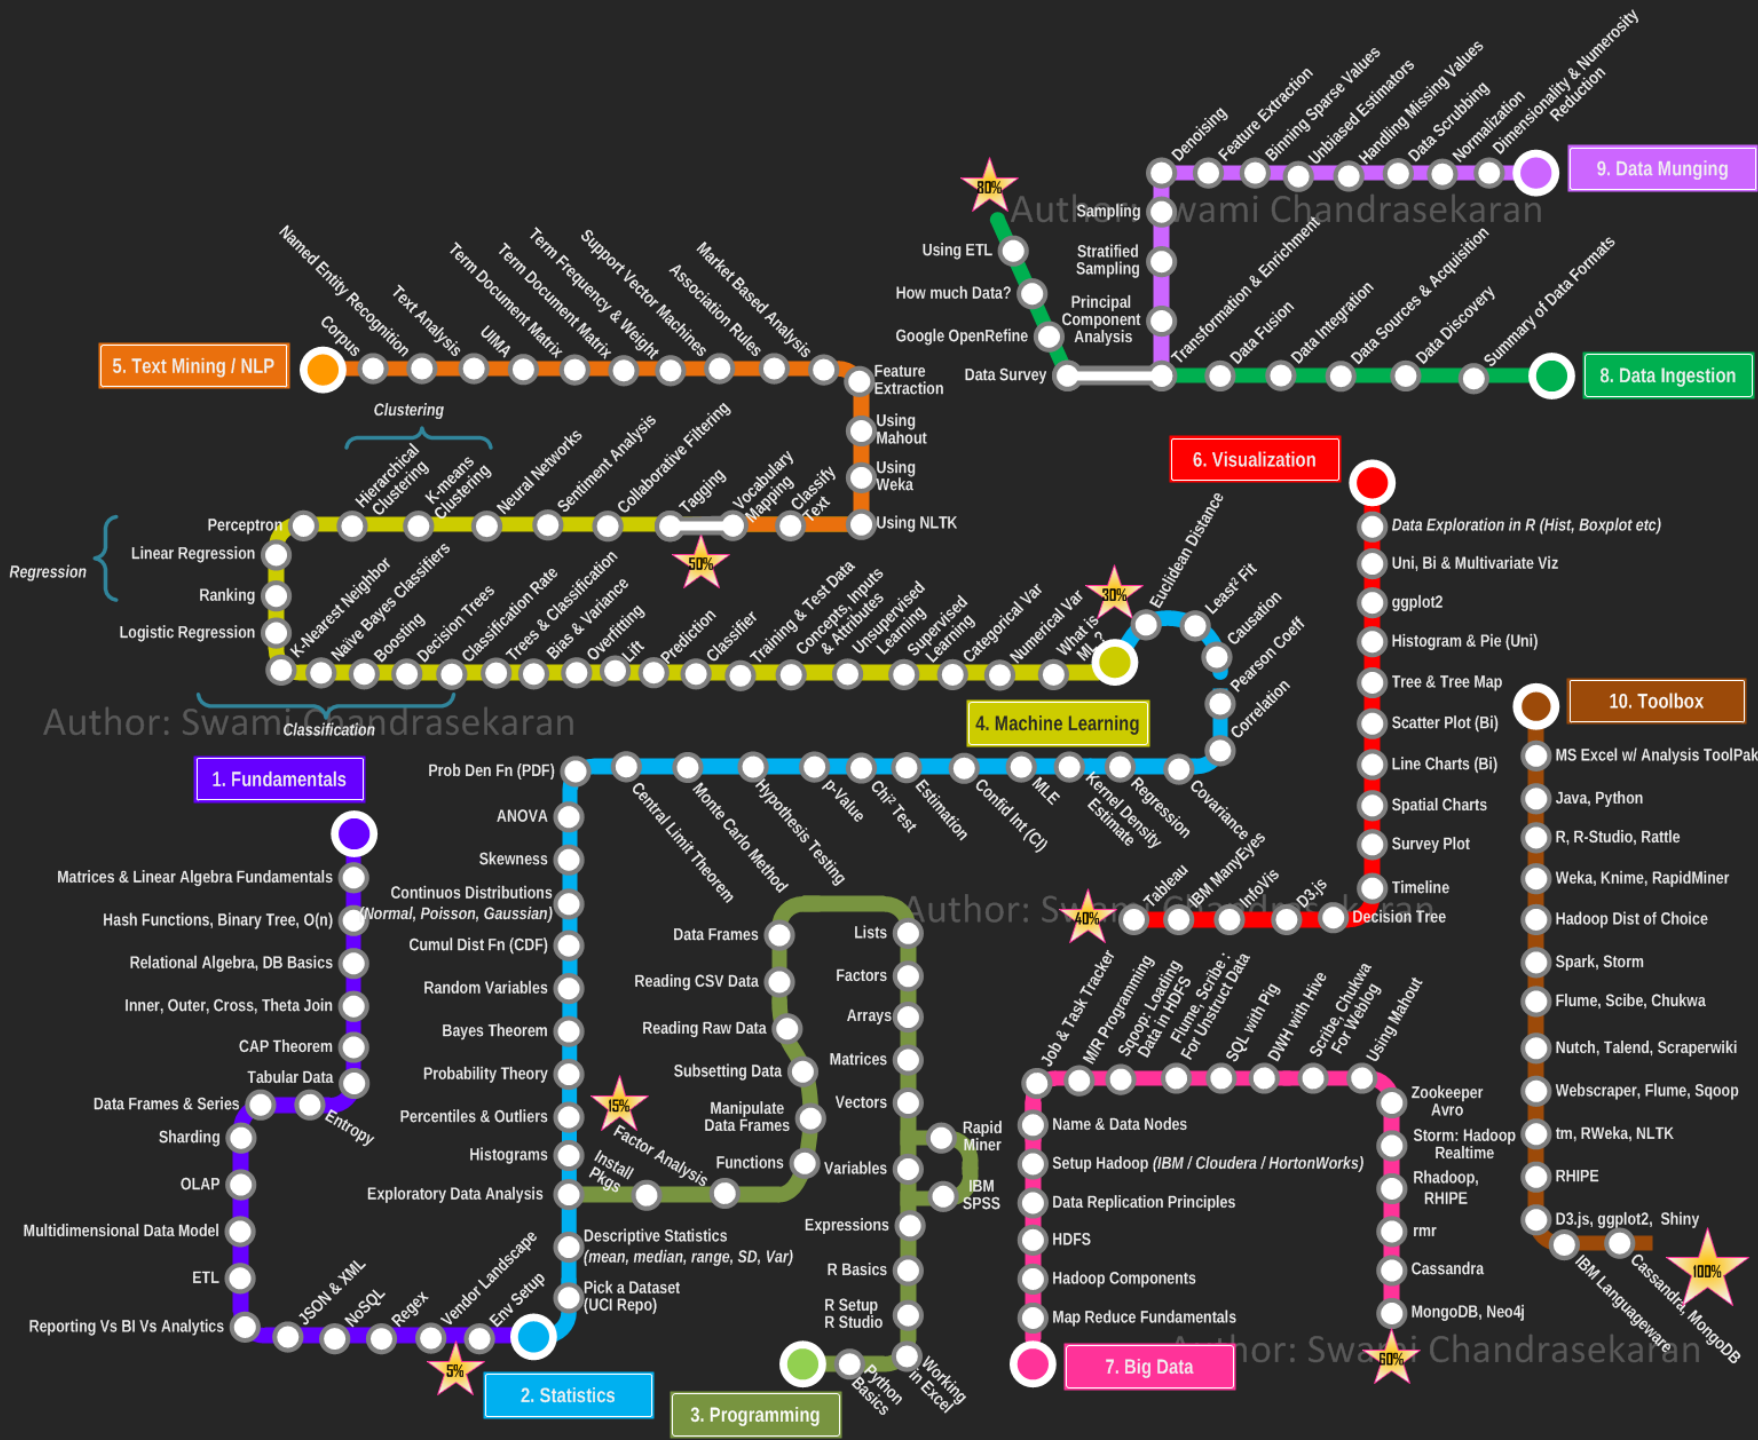 9. Data Munging
Dimensionality & Numerosity
Reduction
Normalization
Data Scrubbing
Handling Missing Values
Unbiased Estimators
Binning Sparse Values
Feature Extraction
Denoising
Sampling
Stratified
Sampling
Principal
Component
Analysis
Author: Swami Chandrasekaran
80%
Using ETL
How much Data?
Google OpenRefine
Data Survey
Transformation & Enrichment
Data Fusion
Data Integration
Data Sources & Acquisition
Data Discovery
Summary of Data Formats
8. Data Ingestion
5. Text Mining / NLP
Corpus
Named Entity Recognition
Text Analysis
UIMA
Term Document Matrix
Term Document Matrix
Term Frequency & Weight
Support Vector Machines
Association Rules
Market Based Analysis
Feature
Extraction
Using
Mahout
Using
Weka
Using NLTK
Classify
Text
Vocabulary
Mapping
50%
Tagging
Collaborative Filtering
Sentiment Analysis
Neural Networks
Clustering
K-means
Clustering
Hierarchical
Clustering
Perceptron
Linear Regression
Regression
Ranking
Logistic Regression
K-Nearest Neighbor
Naïve Bayes Classifiers
Boosting
Decision Trees
Classification Rate
Trees & Classification
Bias & Variance
Overfitting
Lift
Prediction
Classifier
Training & Test Data
Concepts, Inputs
& Attributes
Unsupervised
Learning
Supervised
Learning
Categorical Var
Numerical Var
What is
ML?
Classification
Author: Swami Chandrasekaran
4. Machine Learning
30%
Euclidean Distance
Least² Fit
Causation
Pearson Coeff
Correlation
Covariance
Regression
Kernel Density
Estimate
MLE
Confid Int (CI)
Estimation
Chi² Test
p-Value
Hypothesis Testing
Monte Carlo Method
Central Limit Theorem
Prob Den Fn (PDF)
ANOVA
Skewness
Continuos Distributions
(Normal, Poisson, Gaussian)
Cumul Dist Fn (CDF)
Random Variables
Bayes Theorem
Probability Theory
Percentiles & Outliers
Histograms
Exploratory Data Analysis
Descriptive Statistics
(mean, median, range, SD, Var)
Pick a Dataset
(UCI Repo)
2. Statistics
1. Fundamentals
Matrices & Linear Algebra Fundamentals
Hash Functions, Binary Tree, O(n)
Relational Algebra, DB Basics
Inner, Outer, Cross, Theta Join
CAP Theorem
Tabular Data
Entropy
Data Frames & Series
Sharding
OLAP
Multidimensional Data Model
ETL
Reporting Vs BI Vs Analytics
JSON & XML
NoSQL
Regex
Vendor Landscape
Env Setup
5%
15%
Install
Pkgs
Factor Analysis
Functions
Manipulate
Data Frames
Subsetting Data
Reading Raw Data
Reading CSV Data
Data Frames
Lists
Factors
Arrays
Matrices
Vectors
Variables
Rapid
Miner
IBM
SPSS
Expressions
R Basics
R Setup
R Studio
Working
in Excel
Python
Basics
3. Programming
6. Visualization
Data Exploration in R (Hist, Boxplot etc)
Uni, Bi & Multivariate Viz
ggplot2
Histogram & Pie (Uni)
Tree & Tree Map
Scatter Plot (Bi)
Line Charts (Bi)
Spatial Charts
Survey Plot
Timeline
Decision Tree
D3.js
InfoVis
IBM ManyEyes
Tableau
40%
Author: Swami Chandrasekaran
Job & Task Tracker
M/R Programming
Sqoop: Loading
Data in HDFS
Flume, Scribe :
For Unstruct Data
SQL with Pig
DWH with Hive
Scribe, Chukwa
For Weblog
Using Mahout
Zookeeper
Avro
Storm: Hadoop
Realtime
Rhadoop,
RHIPE
rmr
Cassandra
MongoDB, Neo4j
60%
Name & Data Nodes
Setup Hadoop (IBM / Cloudera / HortonWorks)
Data Replication Principles
HDFS
Hadoop Components
Map Reduce Fundamentals
7. Big Data
Author: Swami Chandrasekaran
10. Toolbox
MS Excel w/ Analysis ToolPak
Java, Python
R, R-Studio, Rattle
Weka, Knime, RapidMiner
Hadoop Dist of Choice
Spark, Storm
Flume, Scibe, Chukwa
Nutch, Talend, Scraperwiki
Webscraper, Flume, Sqoop
tm, RWeka, NLTK
RHIPE
D3.js, ggplot2, Shiny
IBM Languageware
Cassandra, MongoDB
100%